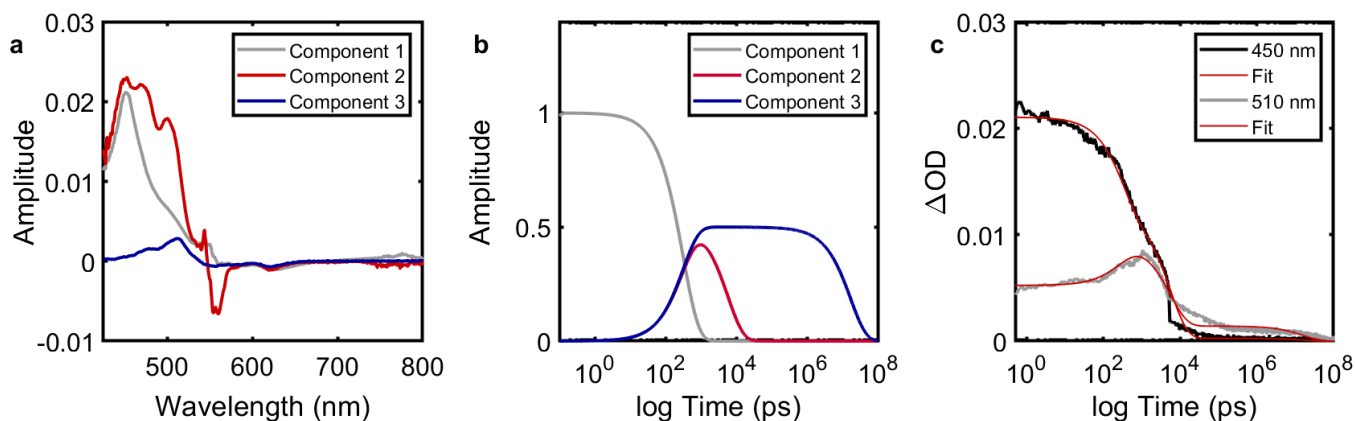 a
0.03
0.02
0.01
0
-0.01
Amplitude
500
600
700
800
Wavelength (nm)
Component 1
Component 2
Component 3
b
1
0.5
0
Amplitude
10^0
10^2
10^4
10^6
10^8
log Time (ps)
Component 1
Component 2
Component 3
c
0.03
0.02
0.01
0
ΔOD
10^0
10^2
10^4
10^6
10^8
log Time (ps)
450 nm
Fit
510 nm
Fit